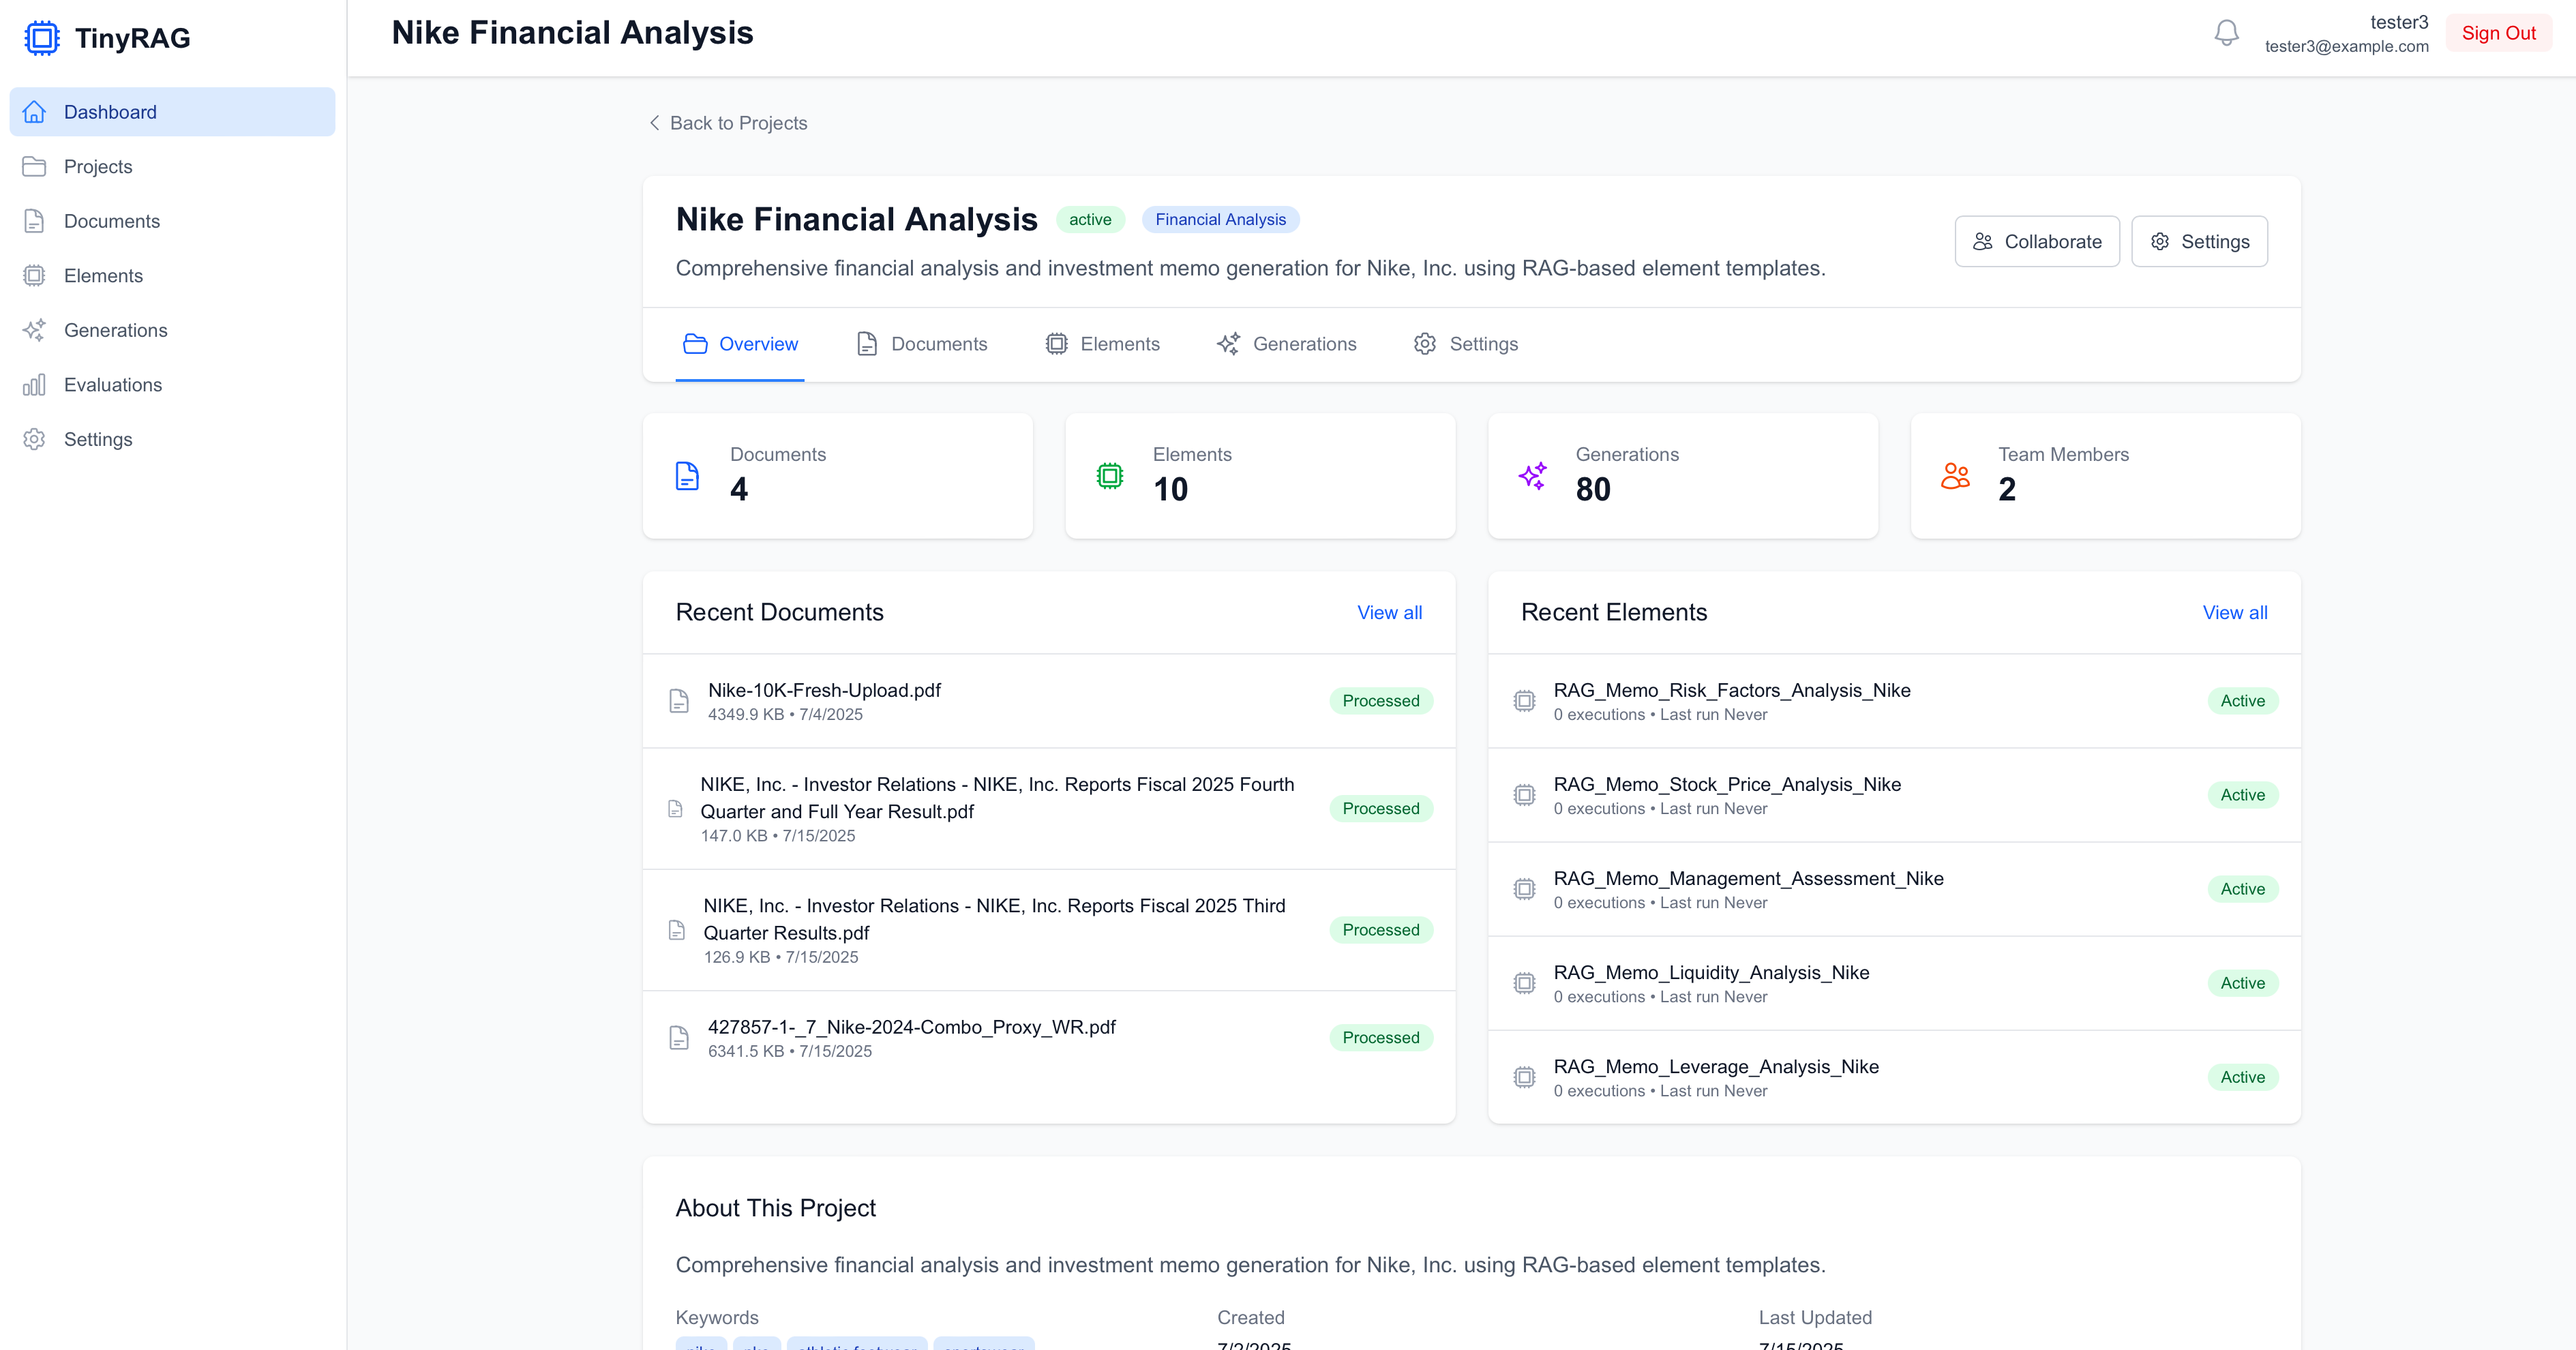 TinyRAG
Dashboard
Projects
Documents
Elements
Generations
Evaluations
Settings
Nike Financial Analysis
tester3
tester3@example.com
Sign Out
Back to Projects
Nike Financial Analysis
active
Financial Analysis
Comprehensive financial analysis and investment memo generation for Nike, Inc. using RAG-based element templates.
Collaborate
Settings
Overview
Documents
Elements
Generations
Settings
Documents
4
Elements
10
Generations
80
Team Members
2
Recent Documents
View all
Nike-10K-Fresh-Upload.pdf
4349.9 KB • 7/4/2025
Processed
NIKE, Inc. - Investor Relations - NIKE, Inc. Reports Fiscal 2025 Fourth
Quarter and Full Year Result.pdf
147.0 KB • 7/15/2025
Processed
NIKE, Inc. - Investor Relations - NIKE, Inc. Reports Fiscal 2025 Third
Quarter Results.pdf
126.9 KB • 7/15/2025
Processed
427857-1-_7_Nike-2024-Combo_Proxy_WR.pdf
6341.5 KB • 7/15/2025
Processed
Recent Elements
View all
RAG_Memo_Risk_Factors_Analysis_Nike
0 executions • Last run Never
Active
RAG_Memo_Stock_Price_Analysis_Nike
0 executions • Last run Never
Active
RAG_Memo_Management_Assessment_Nike
0 executions • Last run Never
Active
RAG_Memo_Liquidity_Analysis_Nike
0 executions • Last run Never
Active
RAG_Memo_Leverage_Analysis_Nike
0 executions • Last run Never
Active
About This Project
Comprehensive financial analysis and investment memo generation for Nike, Inc. using RAG-based element templates.
Keywords
Created
7/2/2025
Last Updated
7/15/2025